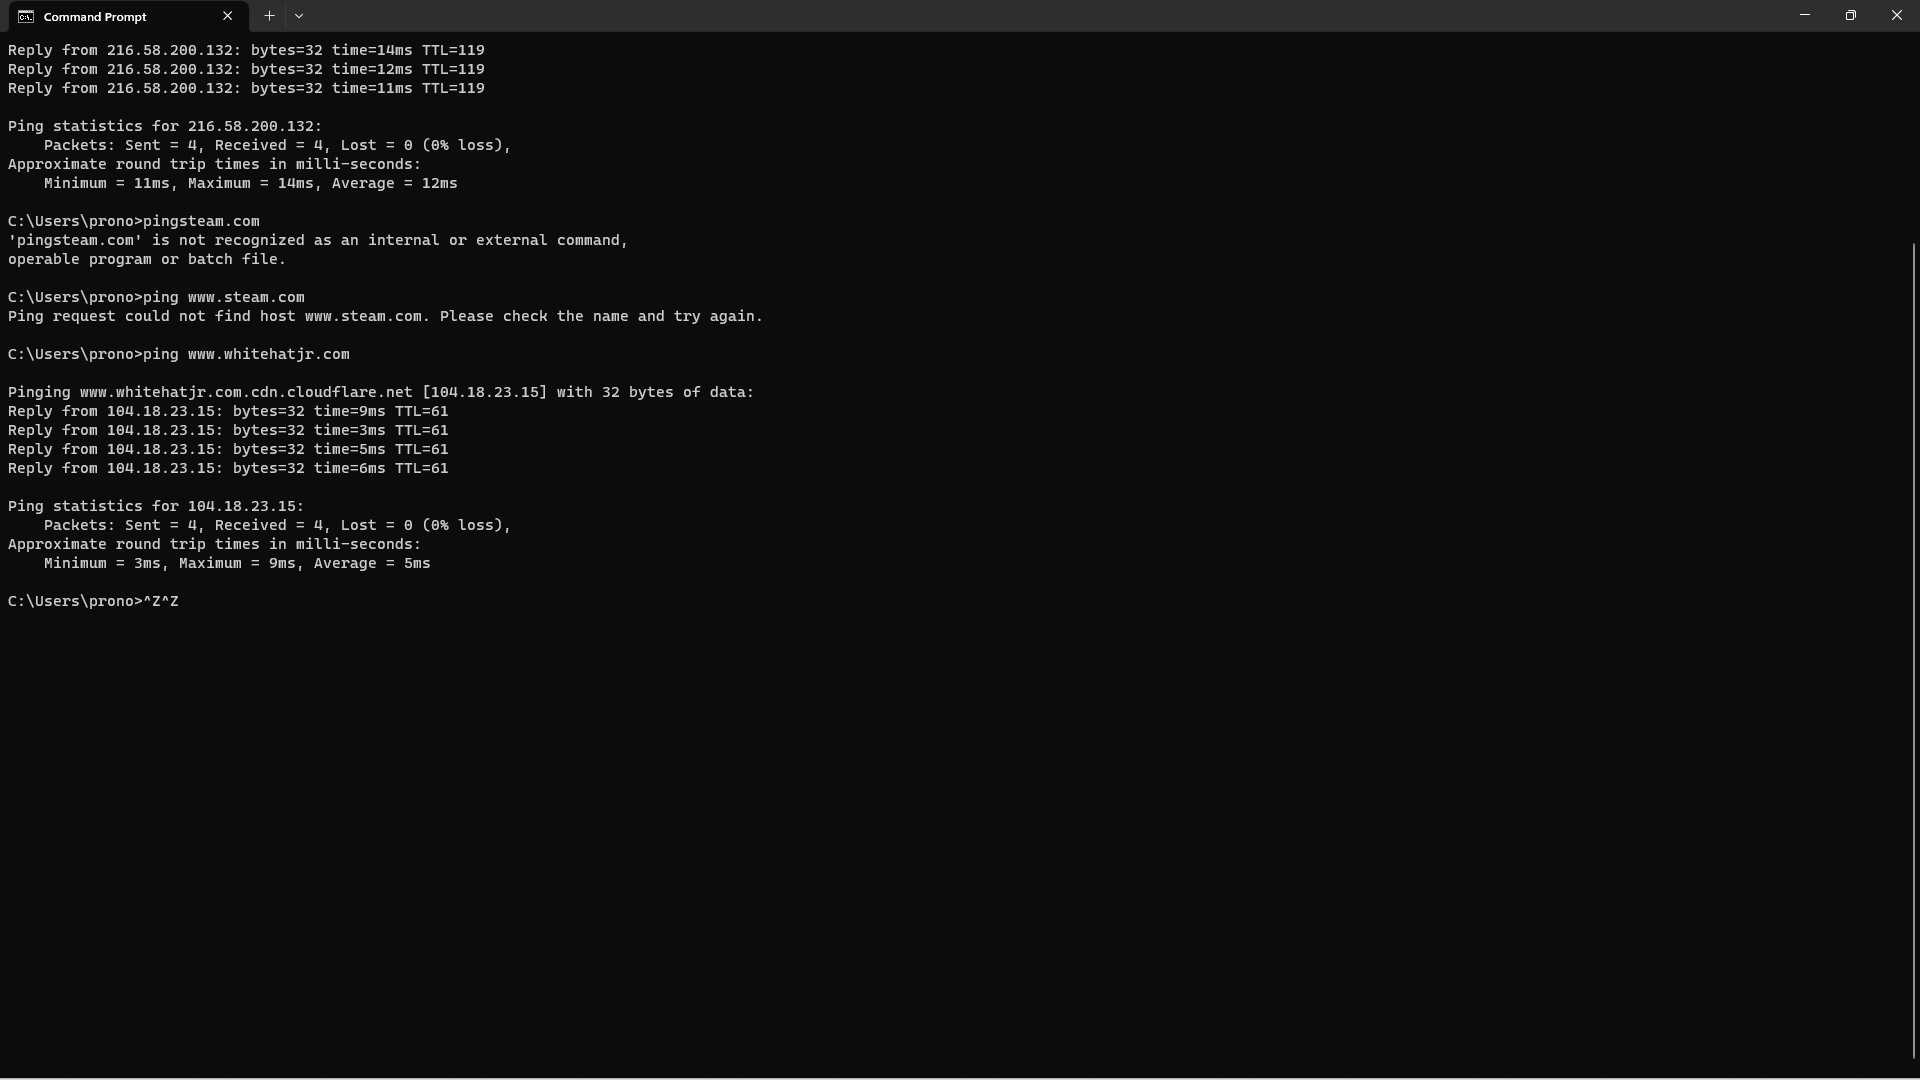 Command Prompt
Reply from 216.58.200.132: bytes=32 time=14ms TTL=119
Reply from 216.58.200.132: bytes=32 time=12ms TTL=119
Reply from 216.58.200.132: bytes=32 time=11ms TTL=119
Ping statistics for 216.58.200.132:
    Packets: Sent = 4, Received = 4, Lost = 0 (0% loss),
Approximate round trip times in milli-seconds:
    Minimum = 11ms, Maximum = 14ms, Average = 12ms
C:\Users\prono>pingsteam.com
'pingsteam.com' is not recognized as an internal or external command,
operable program or batch file.
C:\Users\prono>ping www.steam.com
Ping request could not find host www.steam.com. Please check the name and try again.
C:\Users\prono>ping www.whitehatjr.com
Pinging www.whitehatjr.com.cdn.cloudflare.net [104.18.23.15] with 32 bytes of data:
Reply from 104.18.23.15: bytes=32 time=9ms TTL=61
Reply from 104.18.23.15: bytes=32 time=3ms TTL=61
Reply from 104.18.23.15: bytes=32 time=5ms TTL=61
Reply from 104.18.23.15: bytes=32 time=6ms TTL=61
Ping statistics for 104.18.23.15:
    Packets: Sent = 4, Received = 4, Lost = 0 (0% loss),
Approximate round trip times in milli-seconds:
    Minimum = 3ms, Maximum = 9ms, Average = 5ms
C:\Users\prono>^Z^Z